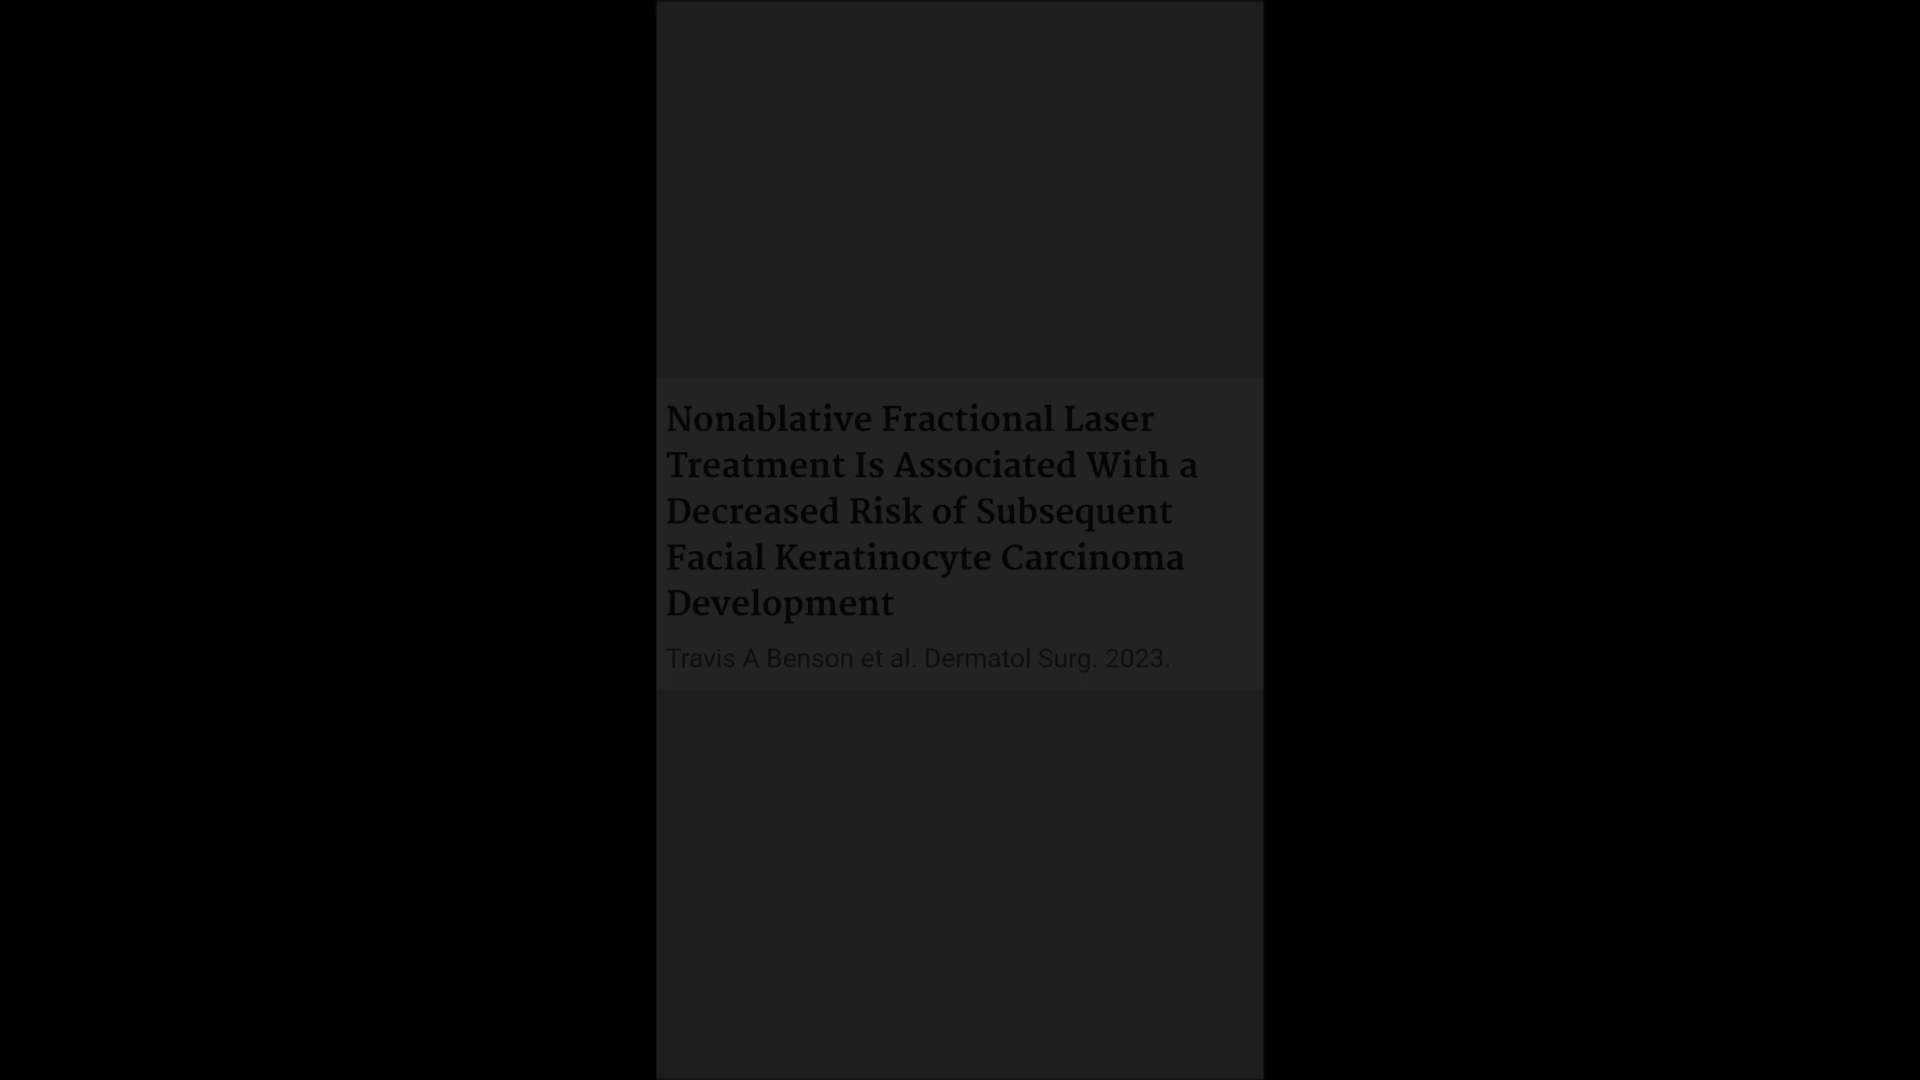 Nonablative Fractional Laser
Treatment Is Associated With a
Decreased Risk of Subsequent
Facial Keratinocyte Carcinoma
Development
Travis A Benson et al. Dermatol Surg. 2023.